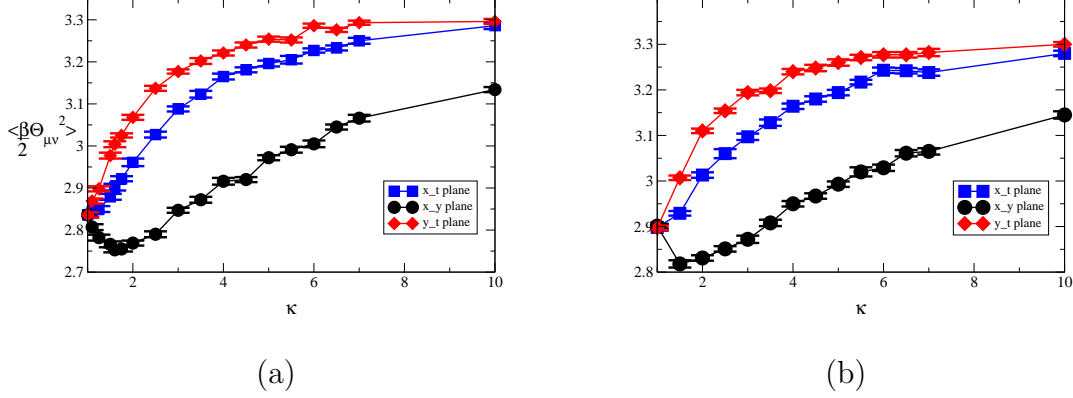 3.3
3.2
3.1
3
2.9
2.8
2.7
<βΘμν²>
2
2 4 6 8 10
κ
x_t plane
x_y plane
y_t plane
(a)
3.3
3.2
3.1
3
2.9
2.8
2 4 6 8 10
κ
x_t plane
x_y plane
y_t plane
(b)